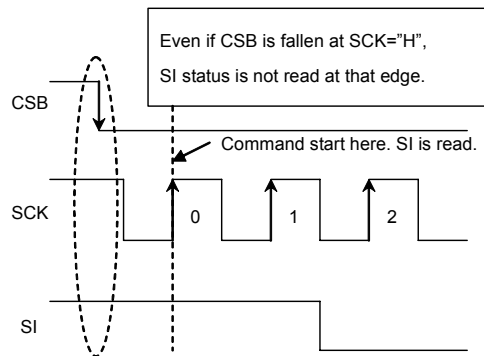 Even if CSB is fallen at SCK=”H”,
SI status is not read at that edge.
CSB
Command start here. SI is read.
SCK
0 1 2
SI